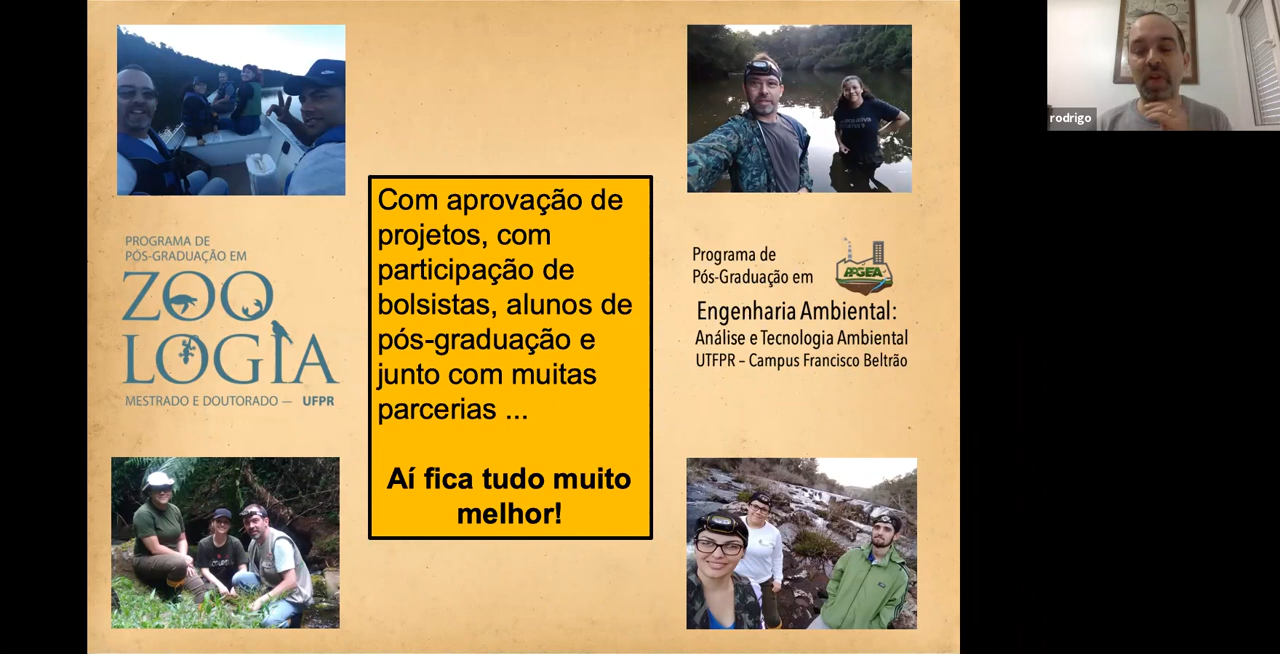 rodrigo
PROGRAMA DE
PÓS-GRADUAÇÃO EM
ZOO
LOGIA
MESTRADO E DOUTORADO — UFPR
Com aprovação de
projetos, com
participação de
bolsistas, alunos de
pós-graduação e
junto com muitas
parcerias ...
Aí fica tudo muito
melhor!
Programa de
Pós-Graduação em
PPGEA
Engenharia Ambiental:
Análise e Tecnologia Ambiental
UTFPR – Campus Francisco Beltrão